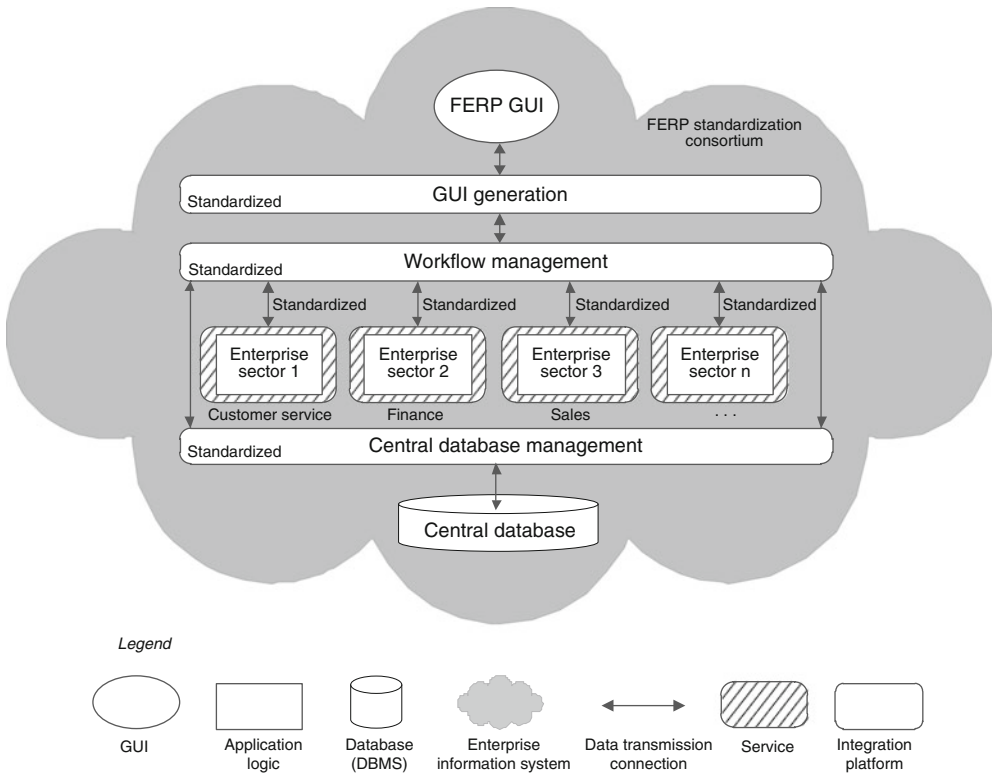 FERP GUI
FERP standardization
consortium
GUI generation
Standardized
Workflow management
Standardized
Standardized
Standardized
Standardized
Standardized
Enterprise
sector 1
Enterprise
sector 2
Enterprise
sector 3
Enterprise
sector n
Customer service
Finance
Sales
. . .
Central database management
Standardized
Central database
Legend
GUI
Application
logic
Database
(DBMS)
Enterprise
information system
Data transmission
connection
Service
Integration
platform